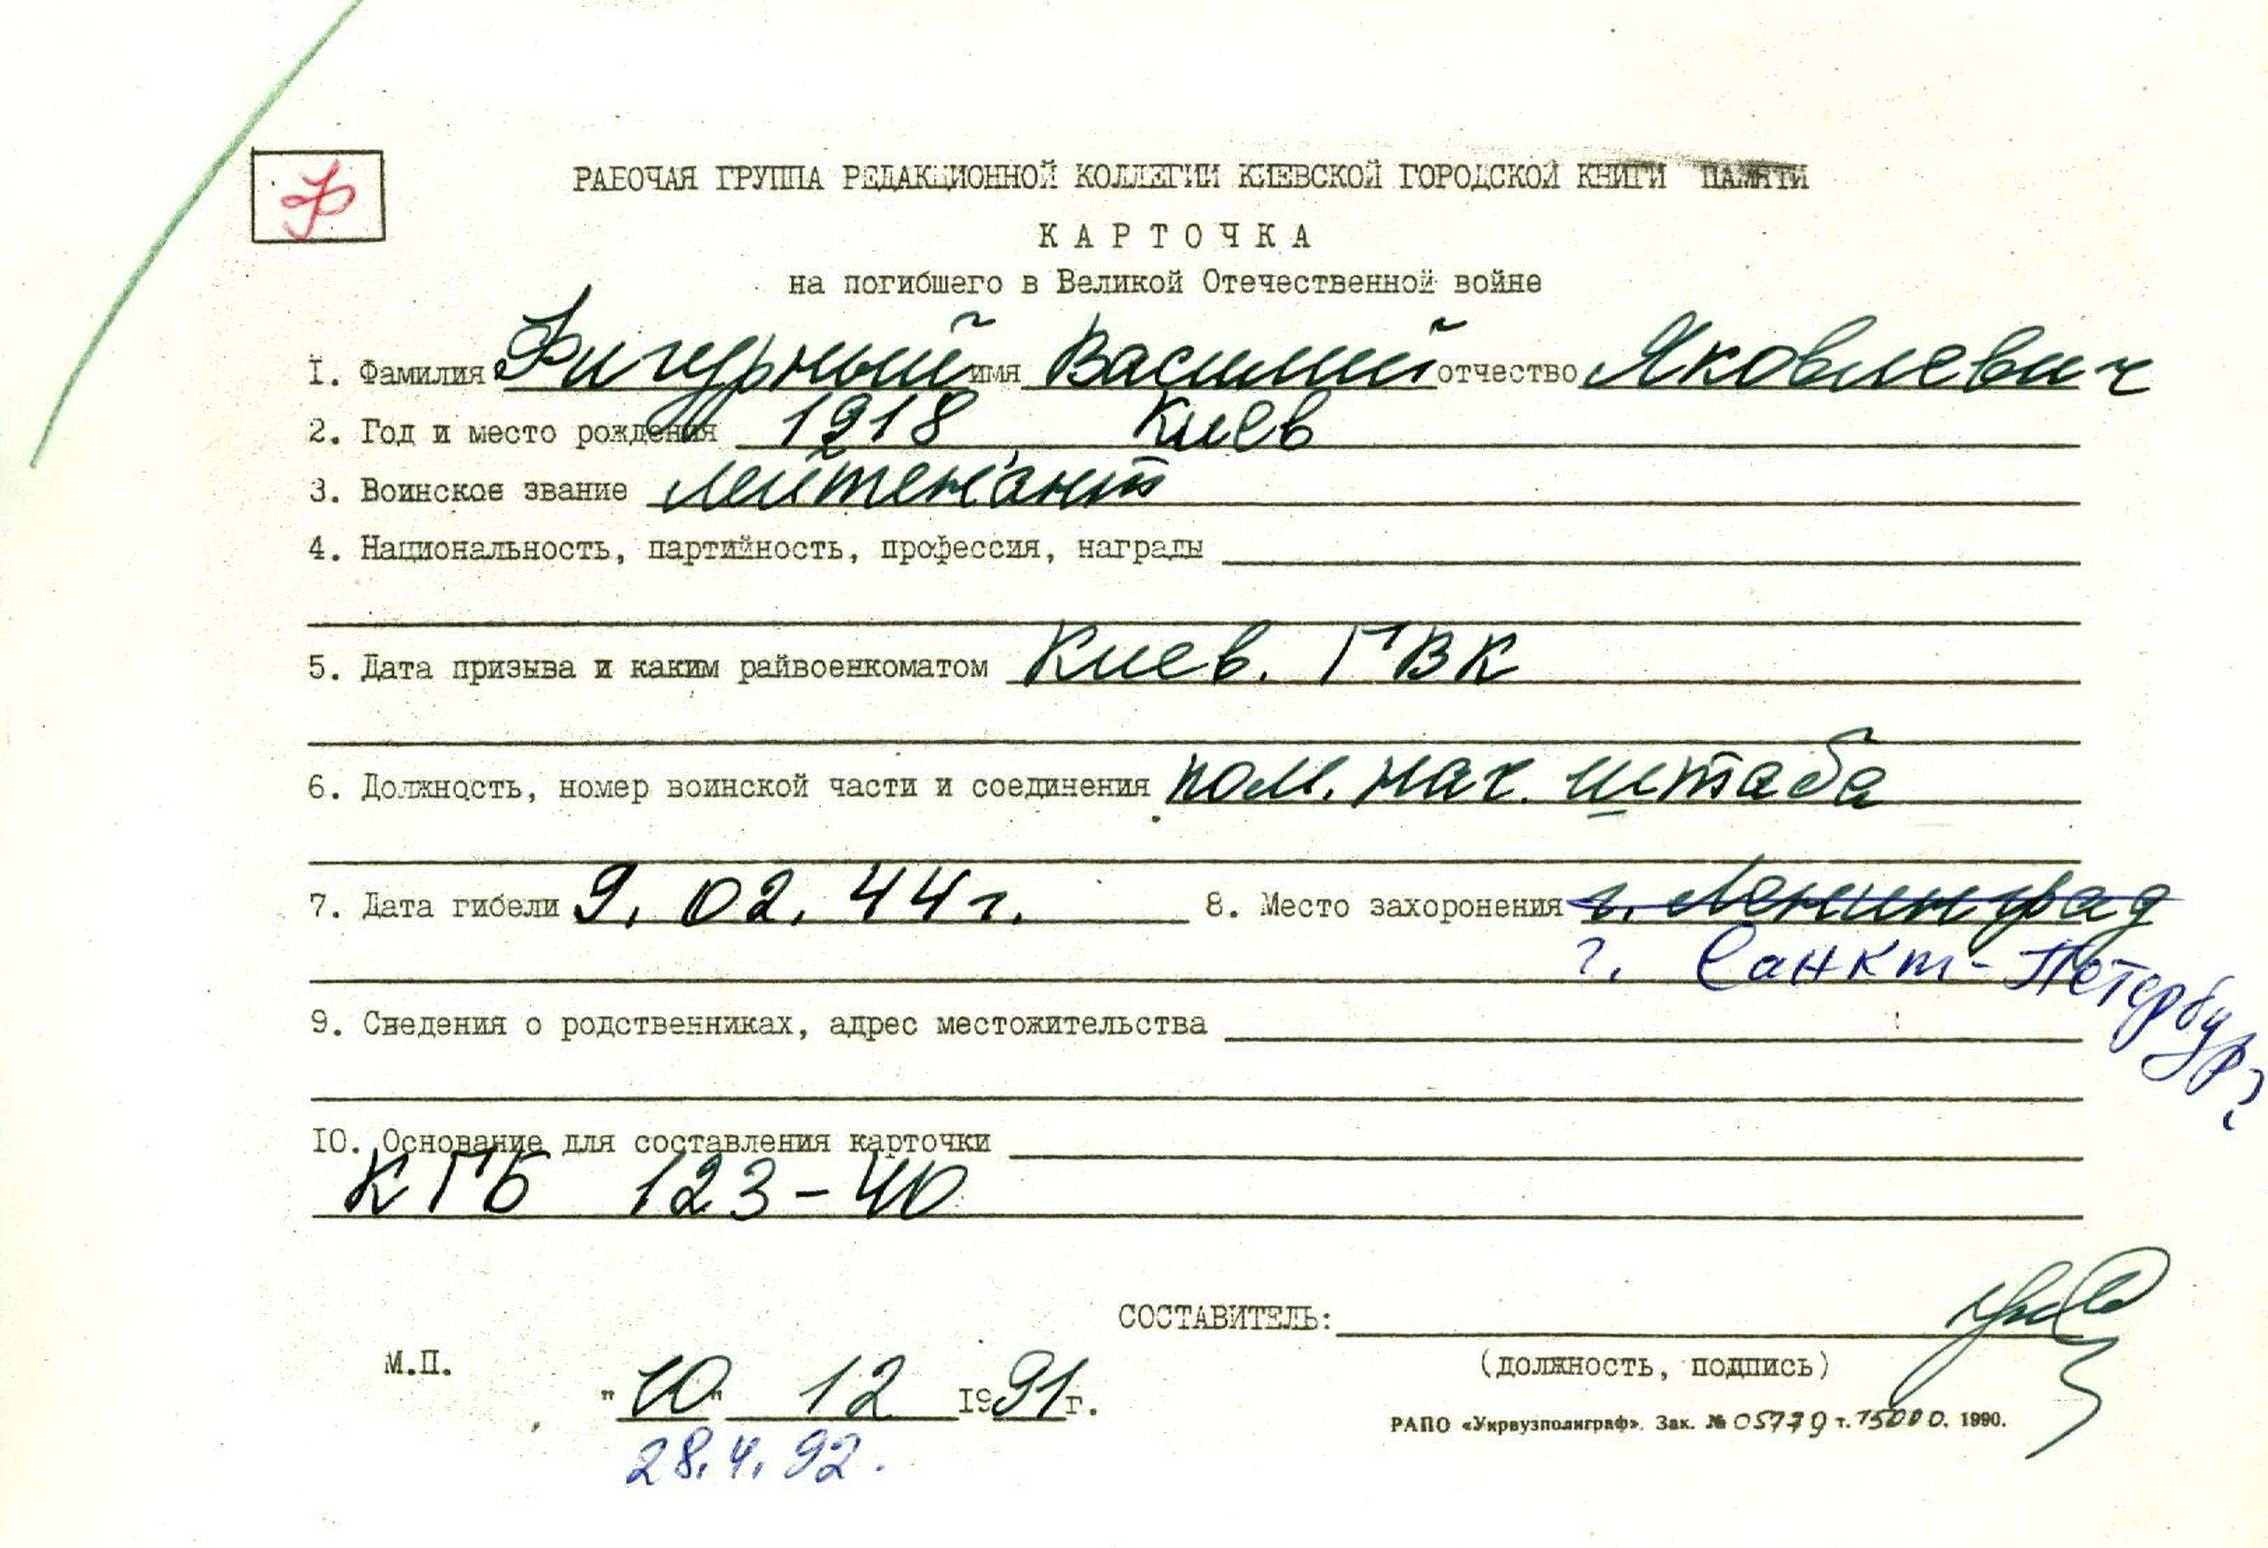 Ф
РАБОЧАЯ ГРУППА РЕДАКЦИОННОЙ КОЛЛЕГИИ КИЕВСКОЙ ГОРОДСКОЙ КНИГИ ПАМЯТИ
КАРТОЧКА
на погибшего в Великой Отечественной войне
I. Фамилия Фигурный имя Василий отчество Яковлевич
2. Год и место рождения 1918, Киев
3. Воинское звание лейтенант
4. Национальность, партийность, профессия, награды
5. Дата призыва и каким райвоенкоматом Киев. ГВК
6. Должность, номер воинской части и соединения пом. нач. штаба
7. Дата гибели 9.02.44г. 8. Место захоронения г. Ленинград
г. Санкт-Петербург
9. Сведения о родственниках, адрес местожительства
IO. Основание для составления карточки
КГБ 123-40
СОСТАВИТЕЛЬ:
(должность, подпись)
М.П.
"10" 12 1991г.
28.4.92.
РАПО «Укрвузполиграф». Зак. № 05779 т. 15000. 1990.